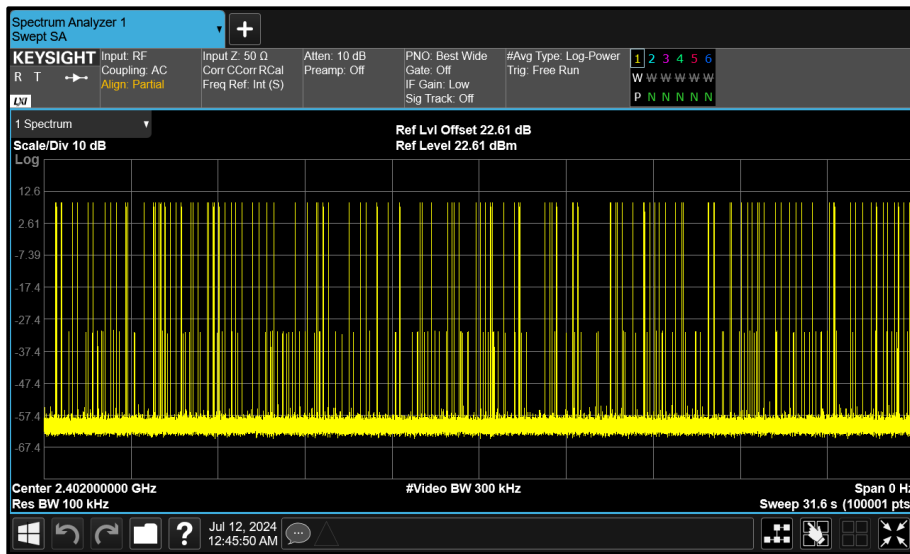 Spectrum Analyzer 1
Swept SA
+
KEYSIGHT
R T
LXI
Input: RF
Coupling: AC
Align: Partial
Input Z: 50 Ω
Corr CCorr RCal
Freq Ref: Int (S)
Atten: 10 dB
Preamp: Off
PNO: Best Wide
Gate: Off
IF Gain: Low
Sig Track: Off
#Avg Type: Log-Power
Trig: Free Run
1 2 3 4 5 6
W W W W W W
P N N N N N
1 Spectrum
Scale/Div 10 dB
Log
Ref Lvl Offset 22.61 dB
Ref Level 22.61 dBm
12.6
2.61
-7.39
-17.4
-27.4
-37.4
-47.4
-57.4
-67.4
Center 2.402000000 GHz
Res BW 100 kHz
#Video BW 300 kHz
Span 0 Hz
Sweep 31.6 s (100001 pts
?
Jul 12, 2024
12:45:50 AM